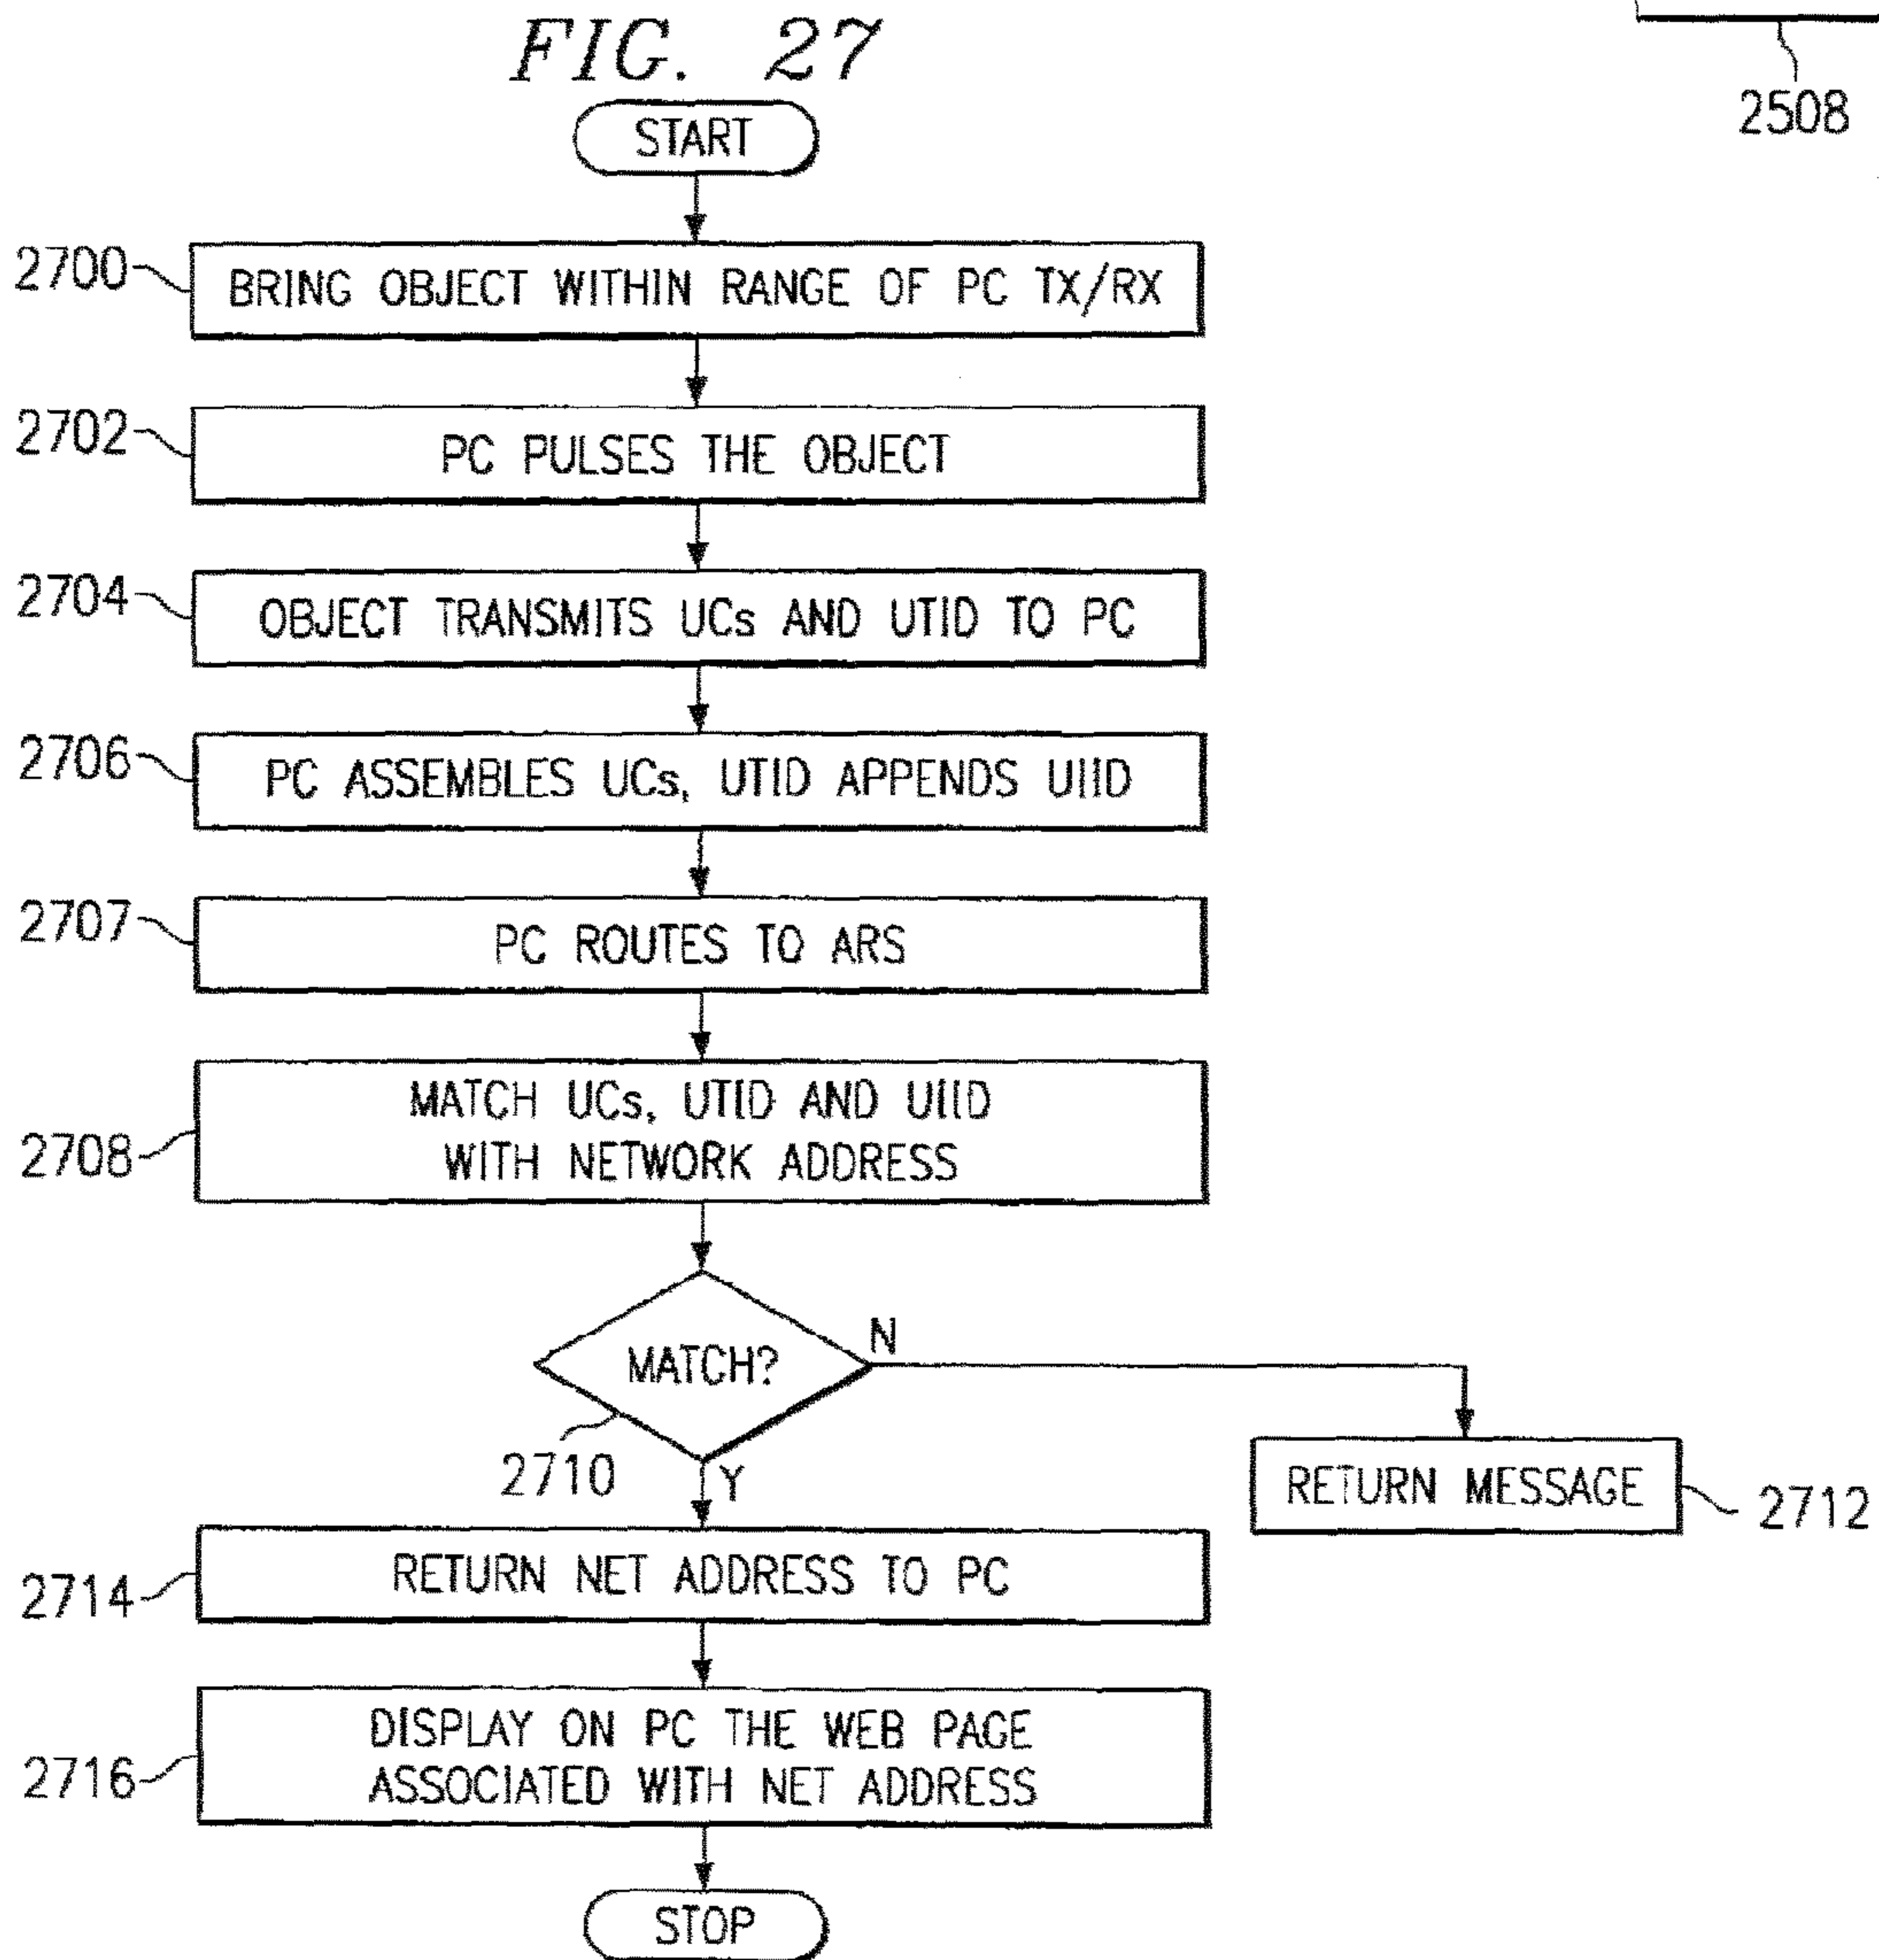 FIG. 27
2508
START
2700
BRING OBJECT WITHIN RANGE OF PC TX/RX
2702
PC PULSES THE OBJECT
2704
OBJECT TRANSMITS UCs AND UTID TO PC
2706
PC ASSEMBLES UCs, UTID APPENDS UIID
2707
PC ROUTES TO ARS
2708
MATCH UCs, UTID AND UIID
WITH NETWORK ADDRESS
MATCH?
N
2710
Y
RETURN MESSAGE
2712
2714
RETURN NET ADDRESS TO PC
2716
DISPLAY ON PC THE WEB PAGE
ASSOCIATED WITH NET ADDRESS
STOP